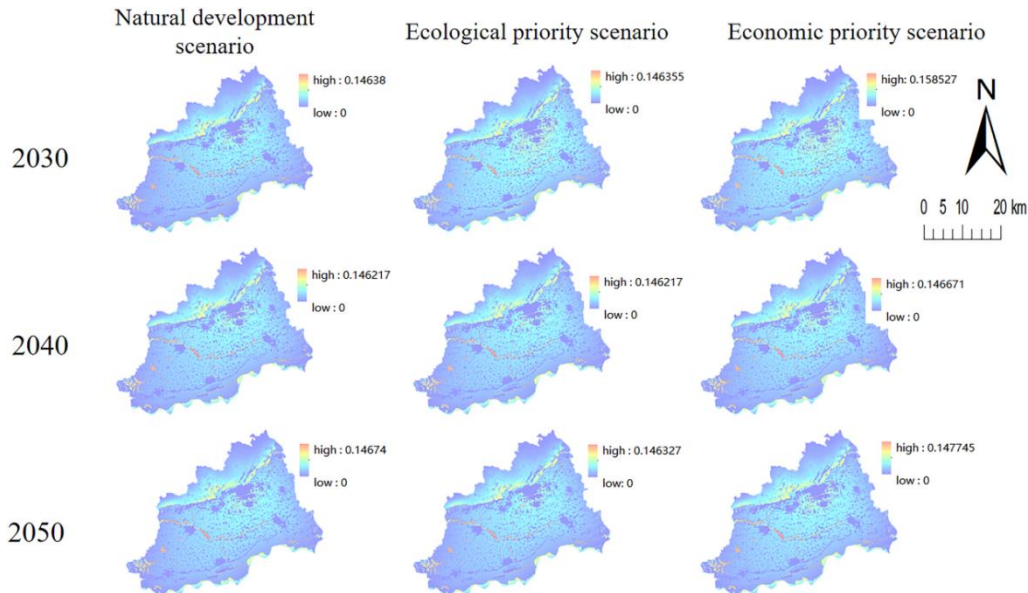 Natural development
scenario
Ecological priority scenario
Economic priority scenario
high : 0.14638
low : 0
high : 0.146355
low : 0
high: 0.158527
low : 0
N
2030
0 5 10 20 km
high : 0.146217
low : 0
high : 0.146217
low : 0
high : 0.146671
low : 0
2040
high : 0.14674
low : 0
high : 0.146327
low: 0
high : 0.147745
low : 0
2050